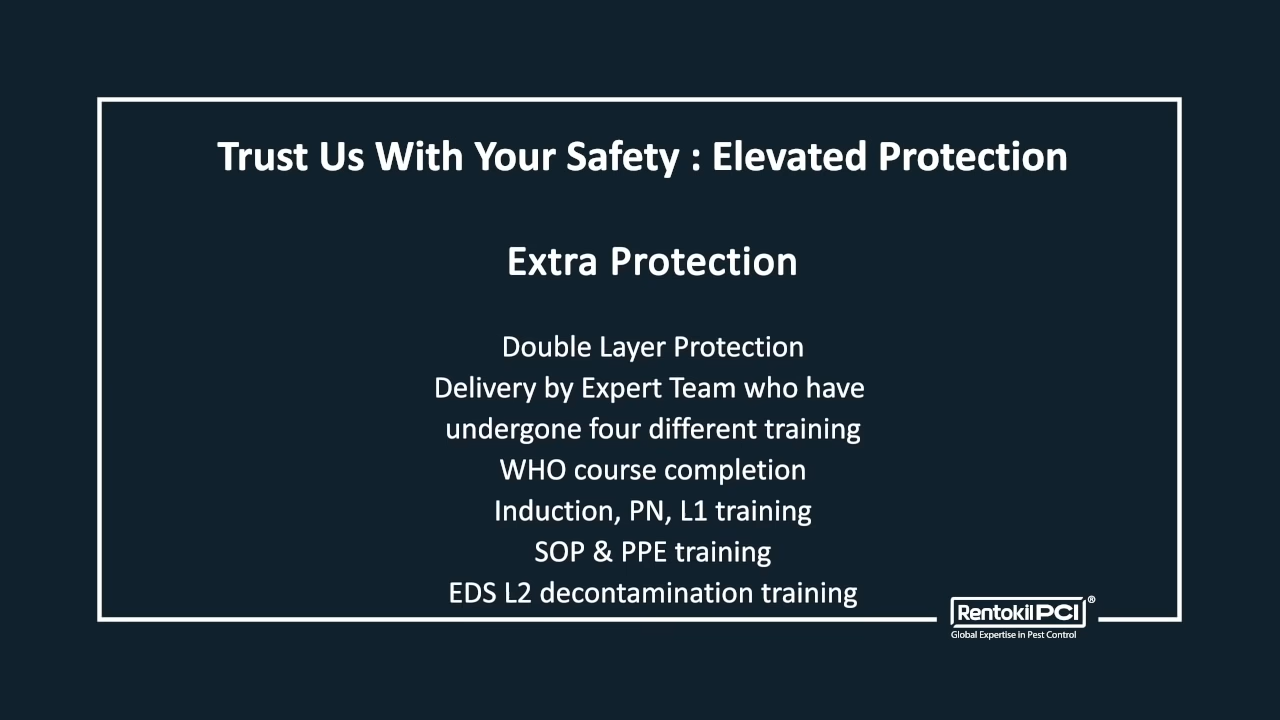 Trust Us With Your Safety : Elevated Protection
Extra Protection
Double Layer Protection
Delivery by Expert Team who have
undergone four different training
WHO course completion
Induction, PN, L1 training
SOP & PPE training
EDS L2 decontamination training
RentokilPCI®
Global Expertise in Pest Control